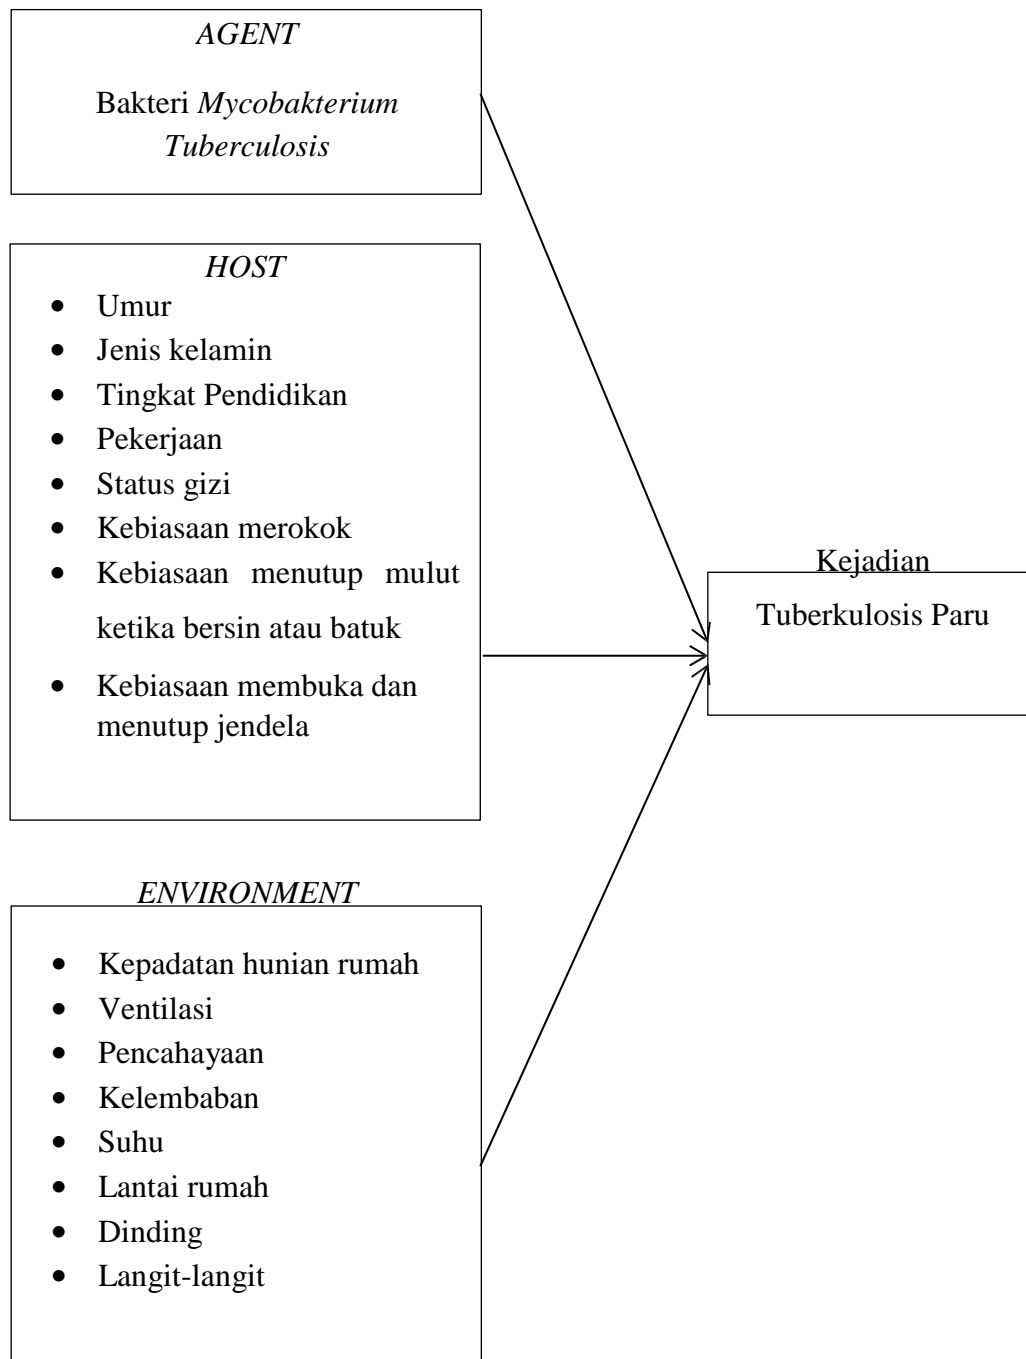 AGENT
Bakteri Mycobakterium
Tuberculosis
HOST
• Umur
• Jenis kelamin
• Tingkat Pendidikan
• Pekerjaan
• Status gizi
• Kebiasaan merokok
• Kebiasaan menutup mulut
ketika bersin atau batuk
• Kebiasaan membuka dan
menutup jendela
Kejadian
Tuberkulosis Paru
ENVIRONMENT
• Kepadatan hunian rumah
• Ventilasi
• Pencahayaan
• Kelembaban
• Suhu
• Lantai rumah
• Dinding
• Langit-langit